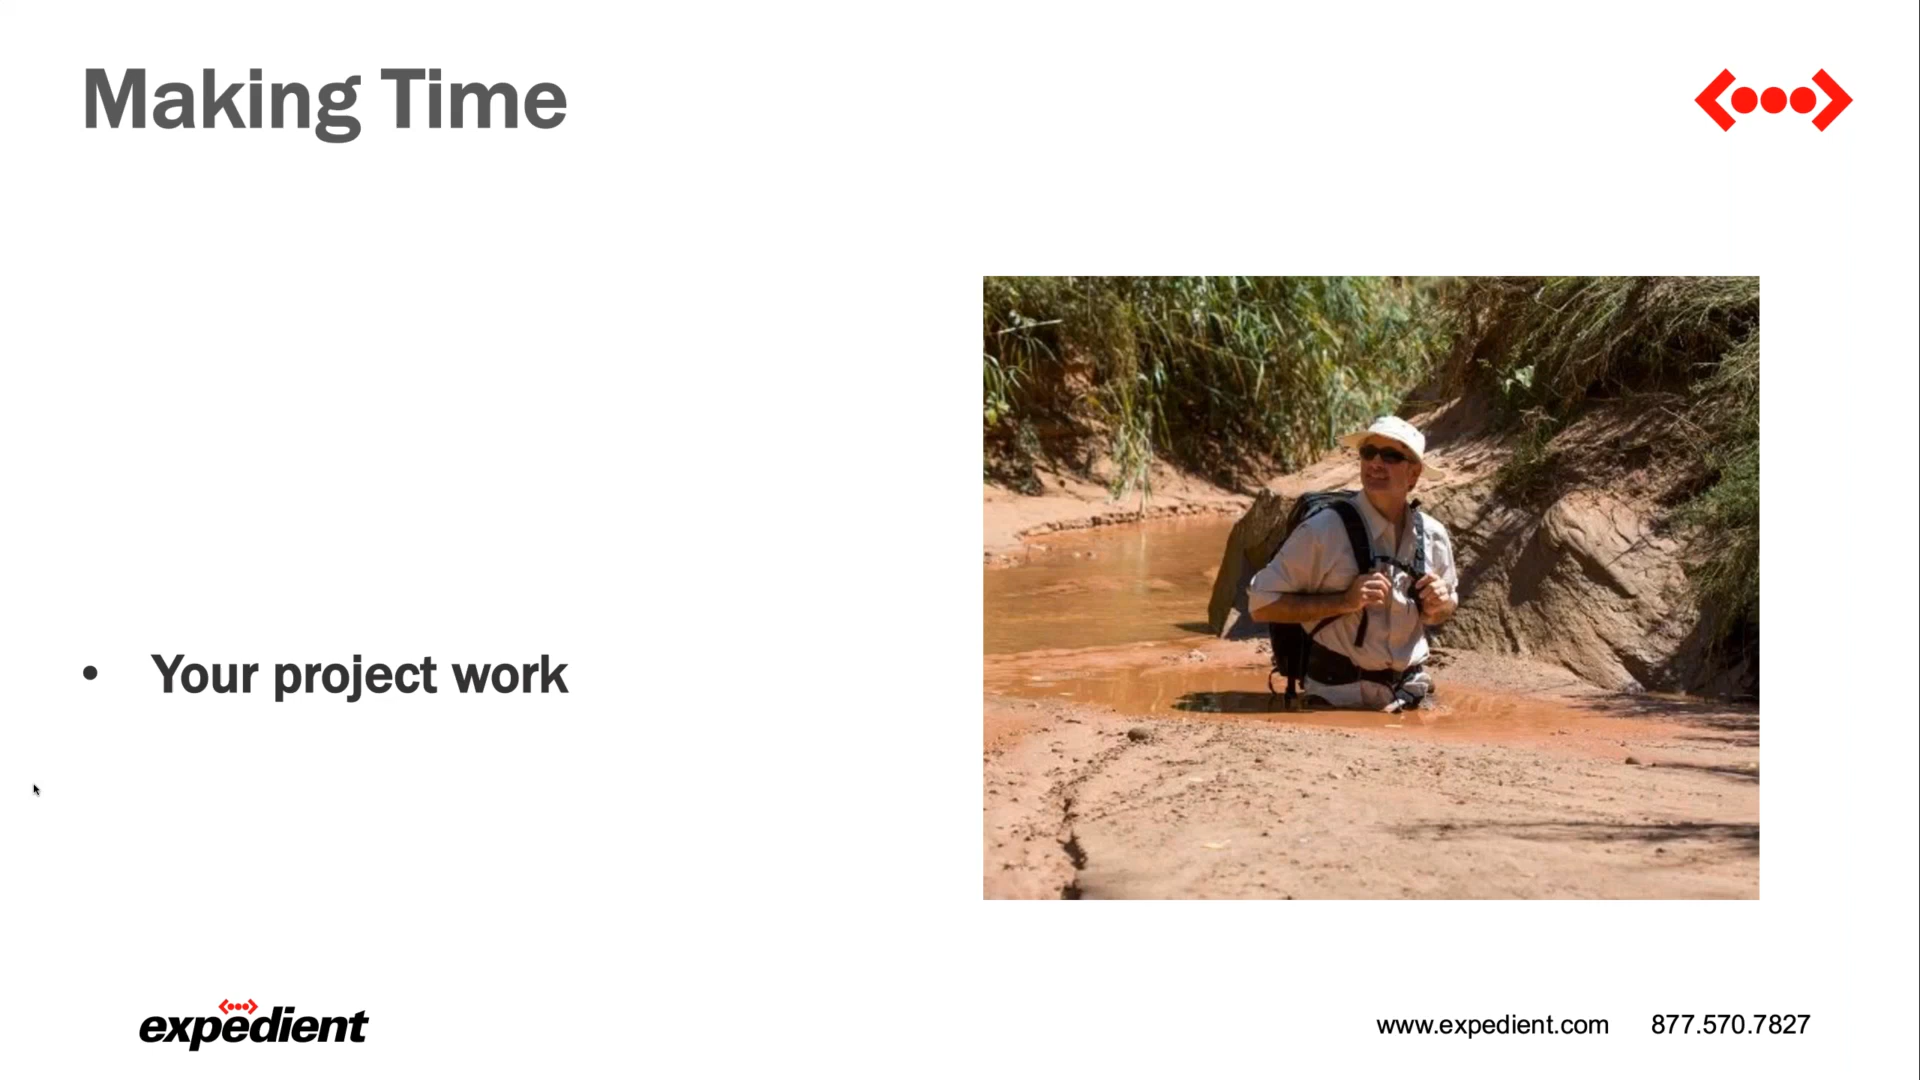 Making Time
• Your project work
expedient
www.expedient.com 877.570.7827